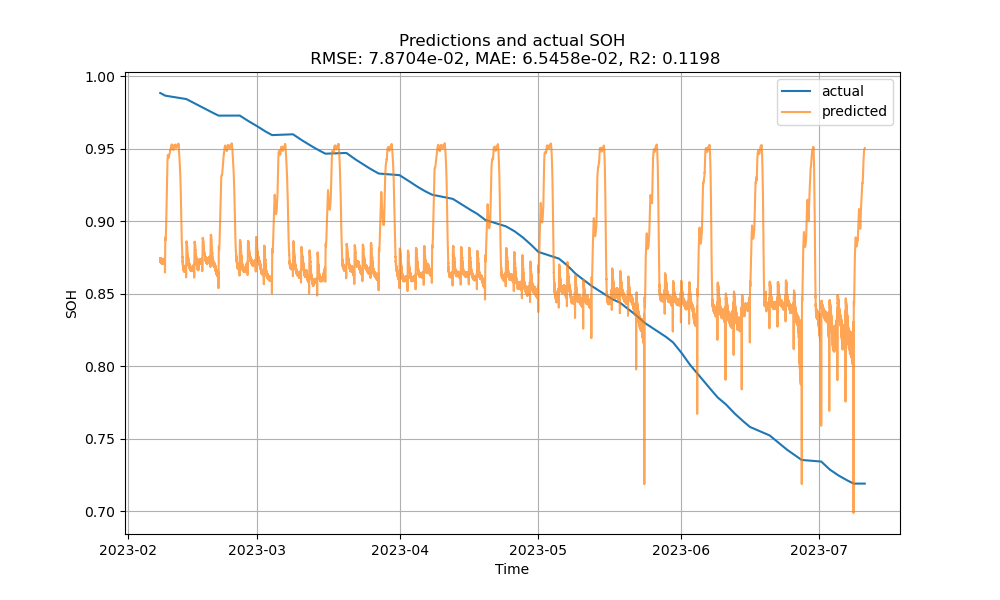 Predictions and actual SOH
RMSE: 7.8704e-02, MAE: 6.5458e-02, R2: 0.1198
actual
predicted
1.00
0.95
0.90
0.85
0.80
0.75
0.70
SOH
2023-02
2023-03
2023-04
2023-05
2023-06
2023-07
Time